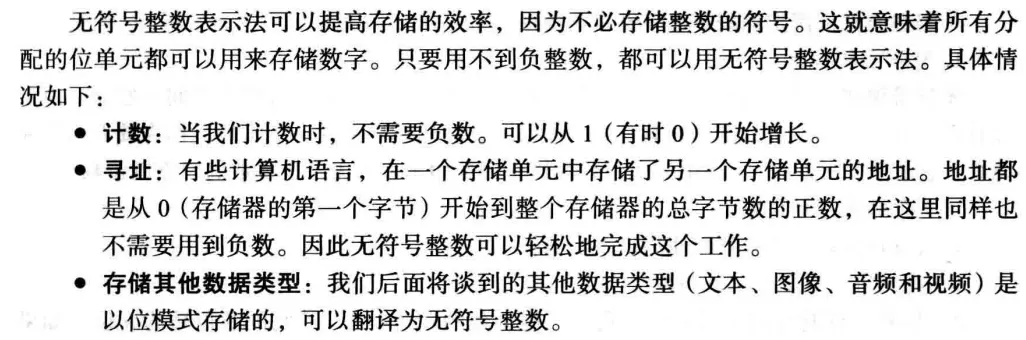 无符号整数表示法可以提高存储的效率，因为不必存储整数的符号。这就意味着所有分
配的位单元都可以用来存储数字。只要用不到负整数，都可以用无符号整数表示法。具体情
况如下：
● 计数：当我们计数时，不需要负数。可以从1（有时0）开始增长。
● 寻址：有些计算机语言，在一个存储单元中存储了另一个存储单元的地址。地址都
是从0（存储器的第一个字节）开始到整个存储器的总字节数的正数，在这里同样也
不需要用到负数。因此无符号整数可以轻松地完成这个工作。
● 存储其他数据类型：我们后面将谈到的其他数据类型（文本、图像、音频和视频）是
以位模式存储的，可以翻译为无符号整数。